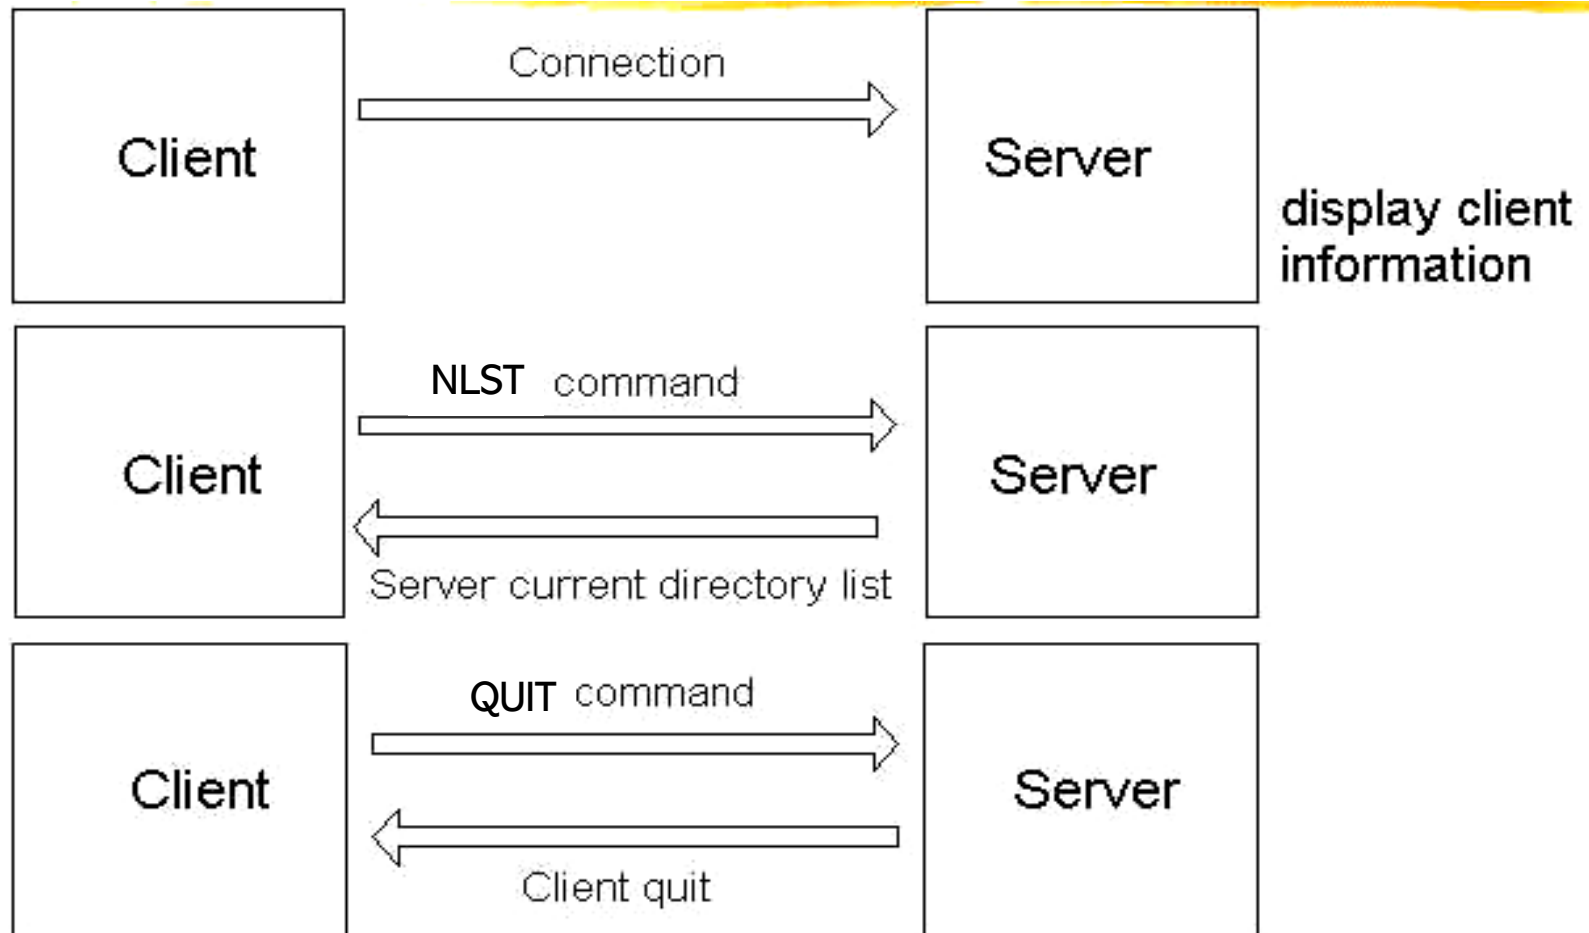 Connection
Client
Server
display client
information
NLST command
Client
Server
Server current directory list
QUIT command
Client
Server
Client quit